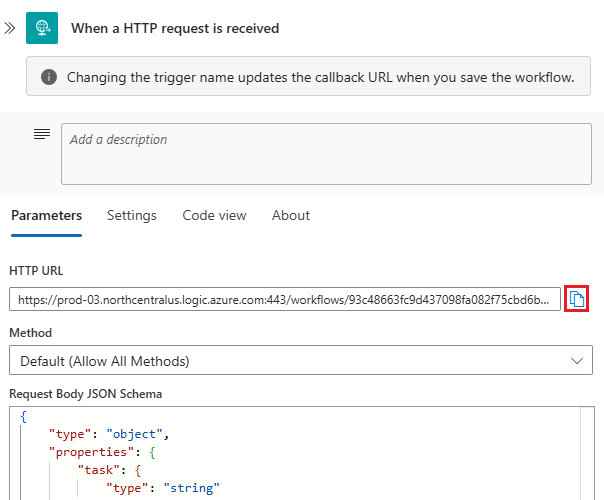 When a HTTP request is received
Changing the trigger name updates the callback URL when you save the workflow.
Add a description
Parameters Settings Code view About
HTTP URL
https://prod-03.northcentralus.logic.azure.com:443/workflows/93c48663fc9d437098fa082f75cbd6b...
Method
Default (Allow All Methods)
Request Body JSON Schema
{
"type": "object",
"properties": {
"task": {
"type": "string"